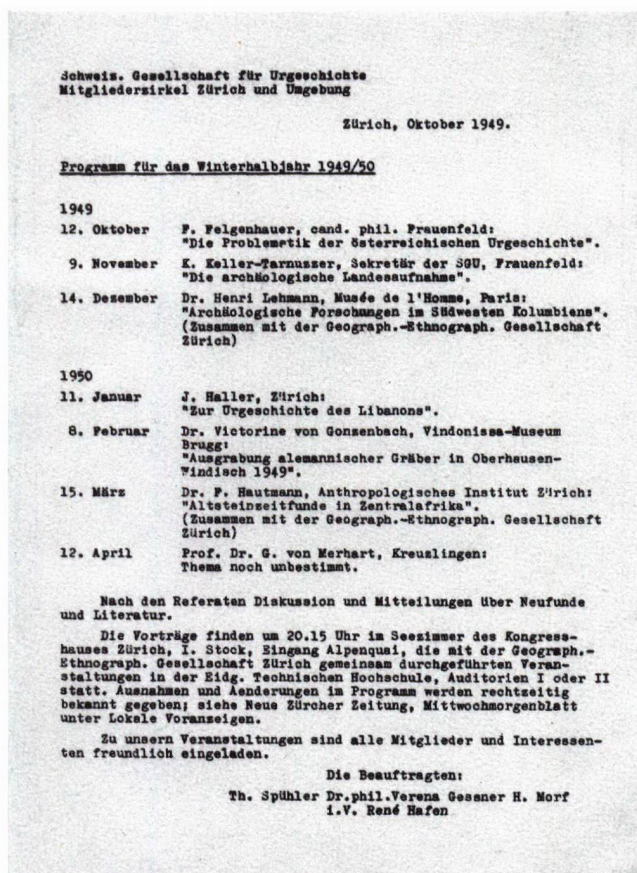 Schweiz. Gesellschaft für Urgeschichte
Mitgliederzirkel Zürich und Umgebung
Zürich, Oktober 1949.
Programm für das Winterhalbjahr 1949/50
1949
12. Oktober F. Felgenhauer, cand. phil. Frauenfeld:
"Die Problematik der österreichischen Urgeschichte".
9. November K. Keller-Tarnuzzer, Sekretär der SGU, Frauenfeld:
"Die archäologische Landesaufnahme".
14. Dezember Dr. Henri Lehmann, Musée de l'Homme, Paris:
"Archäologische Forschungen im Südwesten Kolumbiens".
(Zusammen mit der Geograph.-Ethnograph. Gesellschaft
Zürich)
1950
11. Januar J. Haller, Zürich:
"Zur Urgeschichte des Libanons".
8. Februar Dr. Victorine von Gonzenbach, Vindonissa-Museum
Brugg:
"Ausgrabung alemannischer Gräber in Oberhausen-
Windisch 1949".
15. März Dr. P. Hautmann, Anthropologisches Institut Zürich:
"Altsteinzeitfunde in Zentralafrika".
(Zusammen mit der Geograph.-Ethnograph. Gesellschaft
Zürich)
12. April Prof. Dr. G. von Merhart, Kreuzlingen:
Thema noch unbestimmt.
Nach den Referaten Diskussion und Mitteilungen über Neufunde
und Literatur.
Die Vorträge finden um 20.15 Uhr im Seezimmer des Kongress-
hauses Zürich, I. Stock, Eingang Alpenquai, die mit der Geograph.-
Ethnograph. Gesellschaft Zürich gemeinsam durchgeführten Veran-
staltungen in der Eidg. Technischen Hochschule, Auditorien I oder II
statt. Ausnahmen und Aenderungen im Programm werden rechtzeitig
bekannt gegeben; siehe Neue Zürcher Zeitung, Mittwochmorgenblatt
unter Lokale Voranzeigen.
Zu unsern Veranstaltungen sind alle Mitglieder und Interessen-
ten freundlich eingeladen.
Die Beauftragten:
Th. Spühler Dr.phil.Verena Gessner H. Morf
i.V. René Hafen